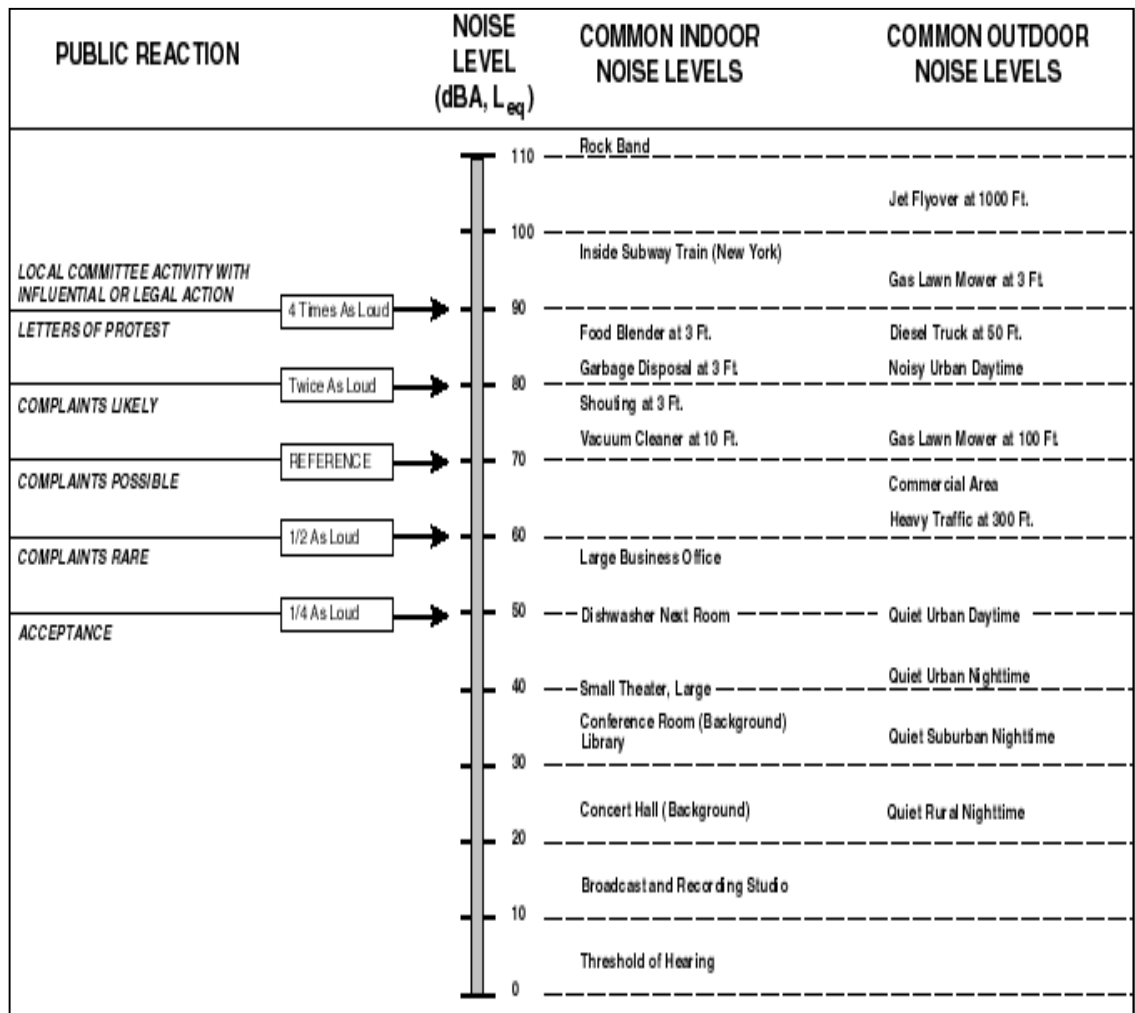 PUBLIC REACTION
NOISE
LEVEL
(dBA, Leq)
COMMON INDOOR
NOISE LEVELS
COMMON OUTDOOR
NOISE LEVELS
110
Rock Band
Jet Flyover at 1000 Ft.
100
Inside Subway Train (New York)
LOCAL COMMITTEE ACTIVITY WITH
INFLUENTIAL OR LEGAL ACTION
Gas Lawn Mower at 3 Ft.
4 Times As Loud
90
LETTERS OF PROTEST
Food Blender at 3 Ft.
Diesel Truck at 50 Ft.
Garbage Disposal at 3 Ft.
Noisy Urban Daytime
Twice As Loud
80
COMPLAINTS LIKELY
Shouting at 3 Ft.
Vacuum Cleaner at 10 Ft.
Gas Lawn Mower at 100 Ft.
REFERENCE
70
COMPLAINTS POSSIBLE
Commercial Area
Heavy Traffic at 300 Ft.
1/2 As Loud
60
COMPLAINTS RARE
Large Business Office
1/4 As Loud
50
Dishwasher Next Room
Quiet Urban Daytime
ACCEPTANCE
Quiet Urban Nighttime
40
Small Theater, Large
Conference Room (Background)
Library
Quiet Suburban Nighttime
30
Concert Hall (Background)
Quiet Rural Nighttime
20
Broadcast and Recording Studio
10
Threshold of Hearing
0